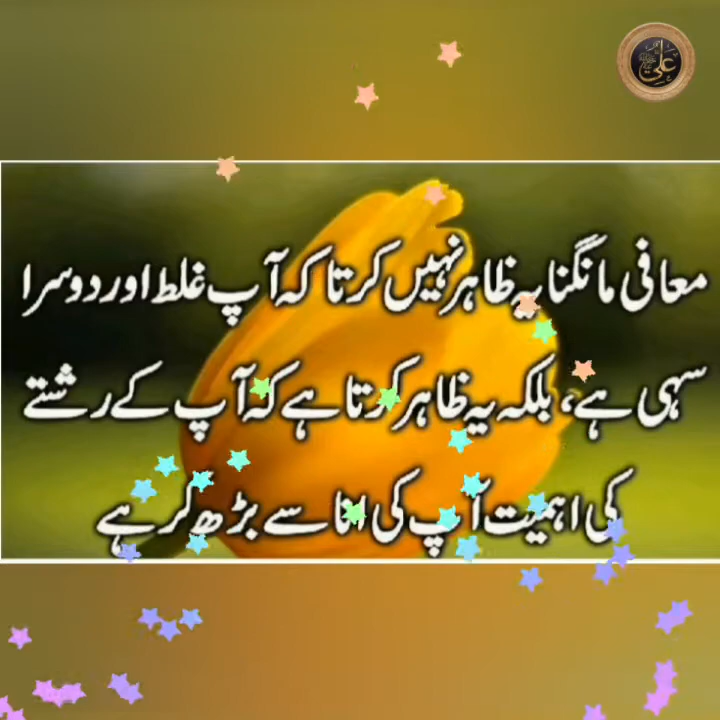 معافی مانگنا یہ ظاہر نہیں کرتا کہ آپ غلط اور دوسرا
سہی ہے، بلکہ یہ ظاہر کرتا ہے کہ آپ کے رشتے
کی اہمیت آپ کی انا سے بڑھ کر ہے
علی